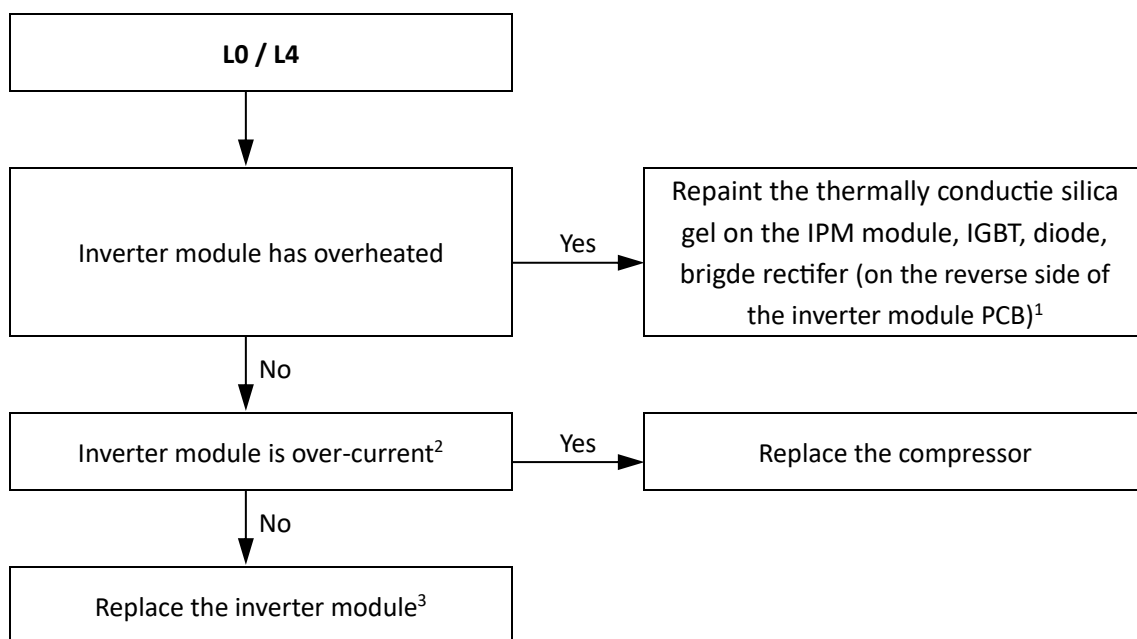 L0 / L4
Inverter module has overheated
Yes
Repaint the thermally conductie silica
gel on the IPM module, IGBT, diode,
brigde rectifer (on the reverse side of
the inverter module PCB)¹
No
Inverter module is over-current²
Yes
Replace the compressor
No
Replace the inverter module³